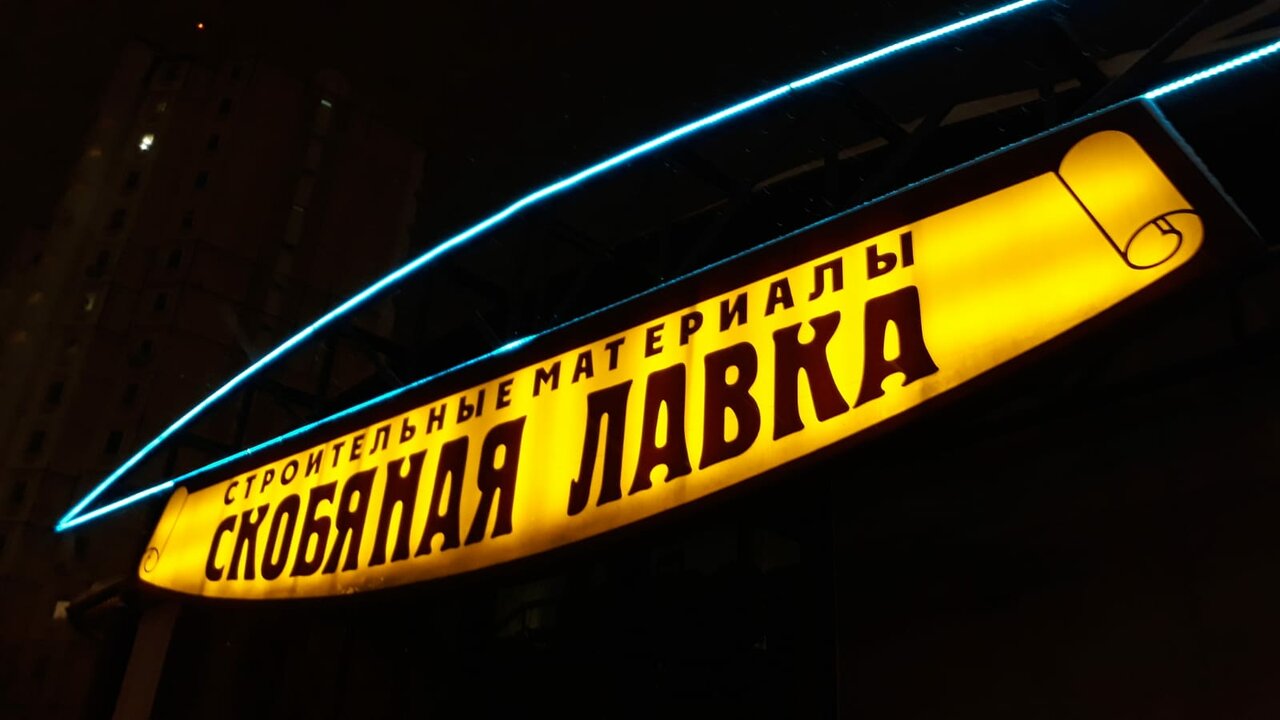 СТРОИТЕЛЬНЫЕ МАТЕРИАЛЫ
СКОБЯНАЯ ЛАВКА